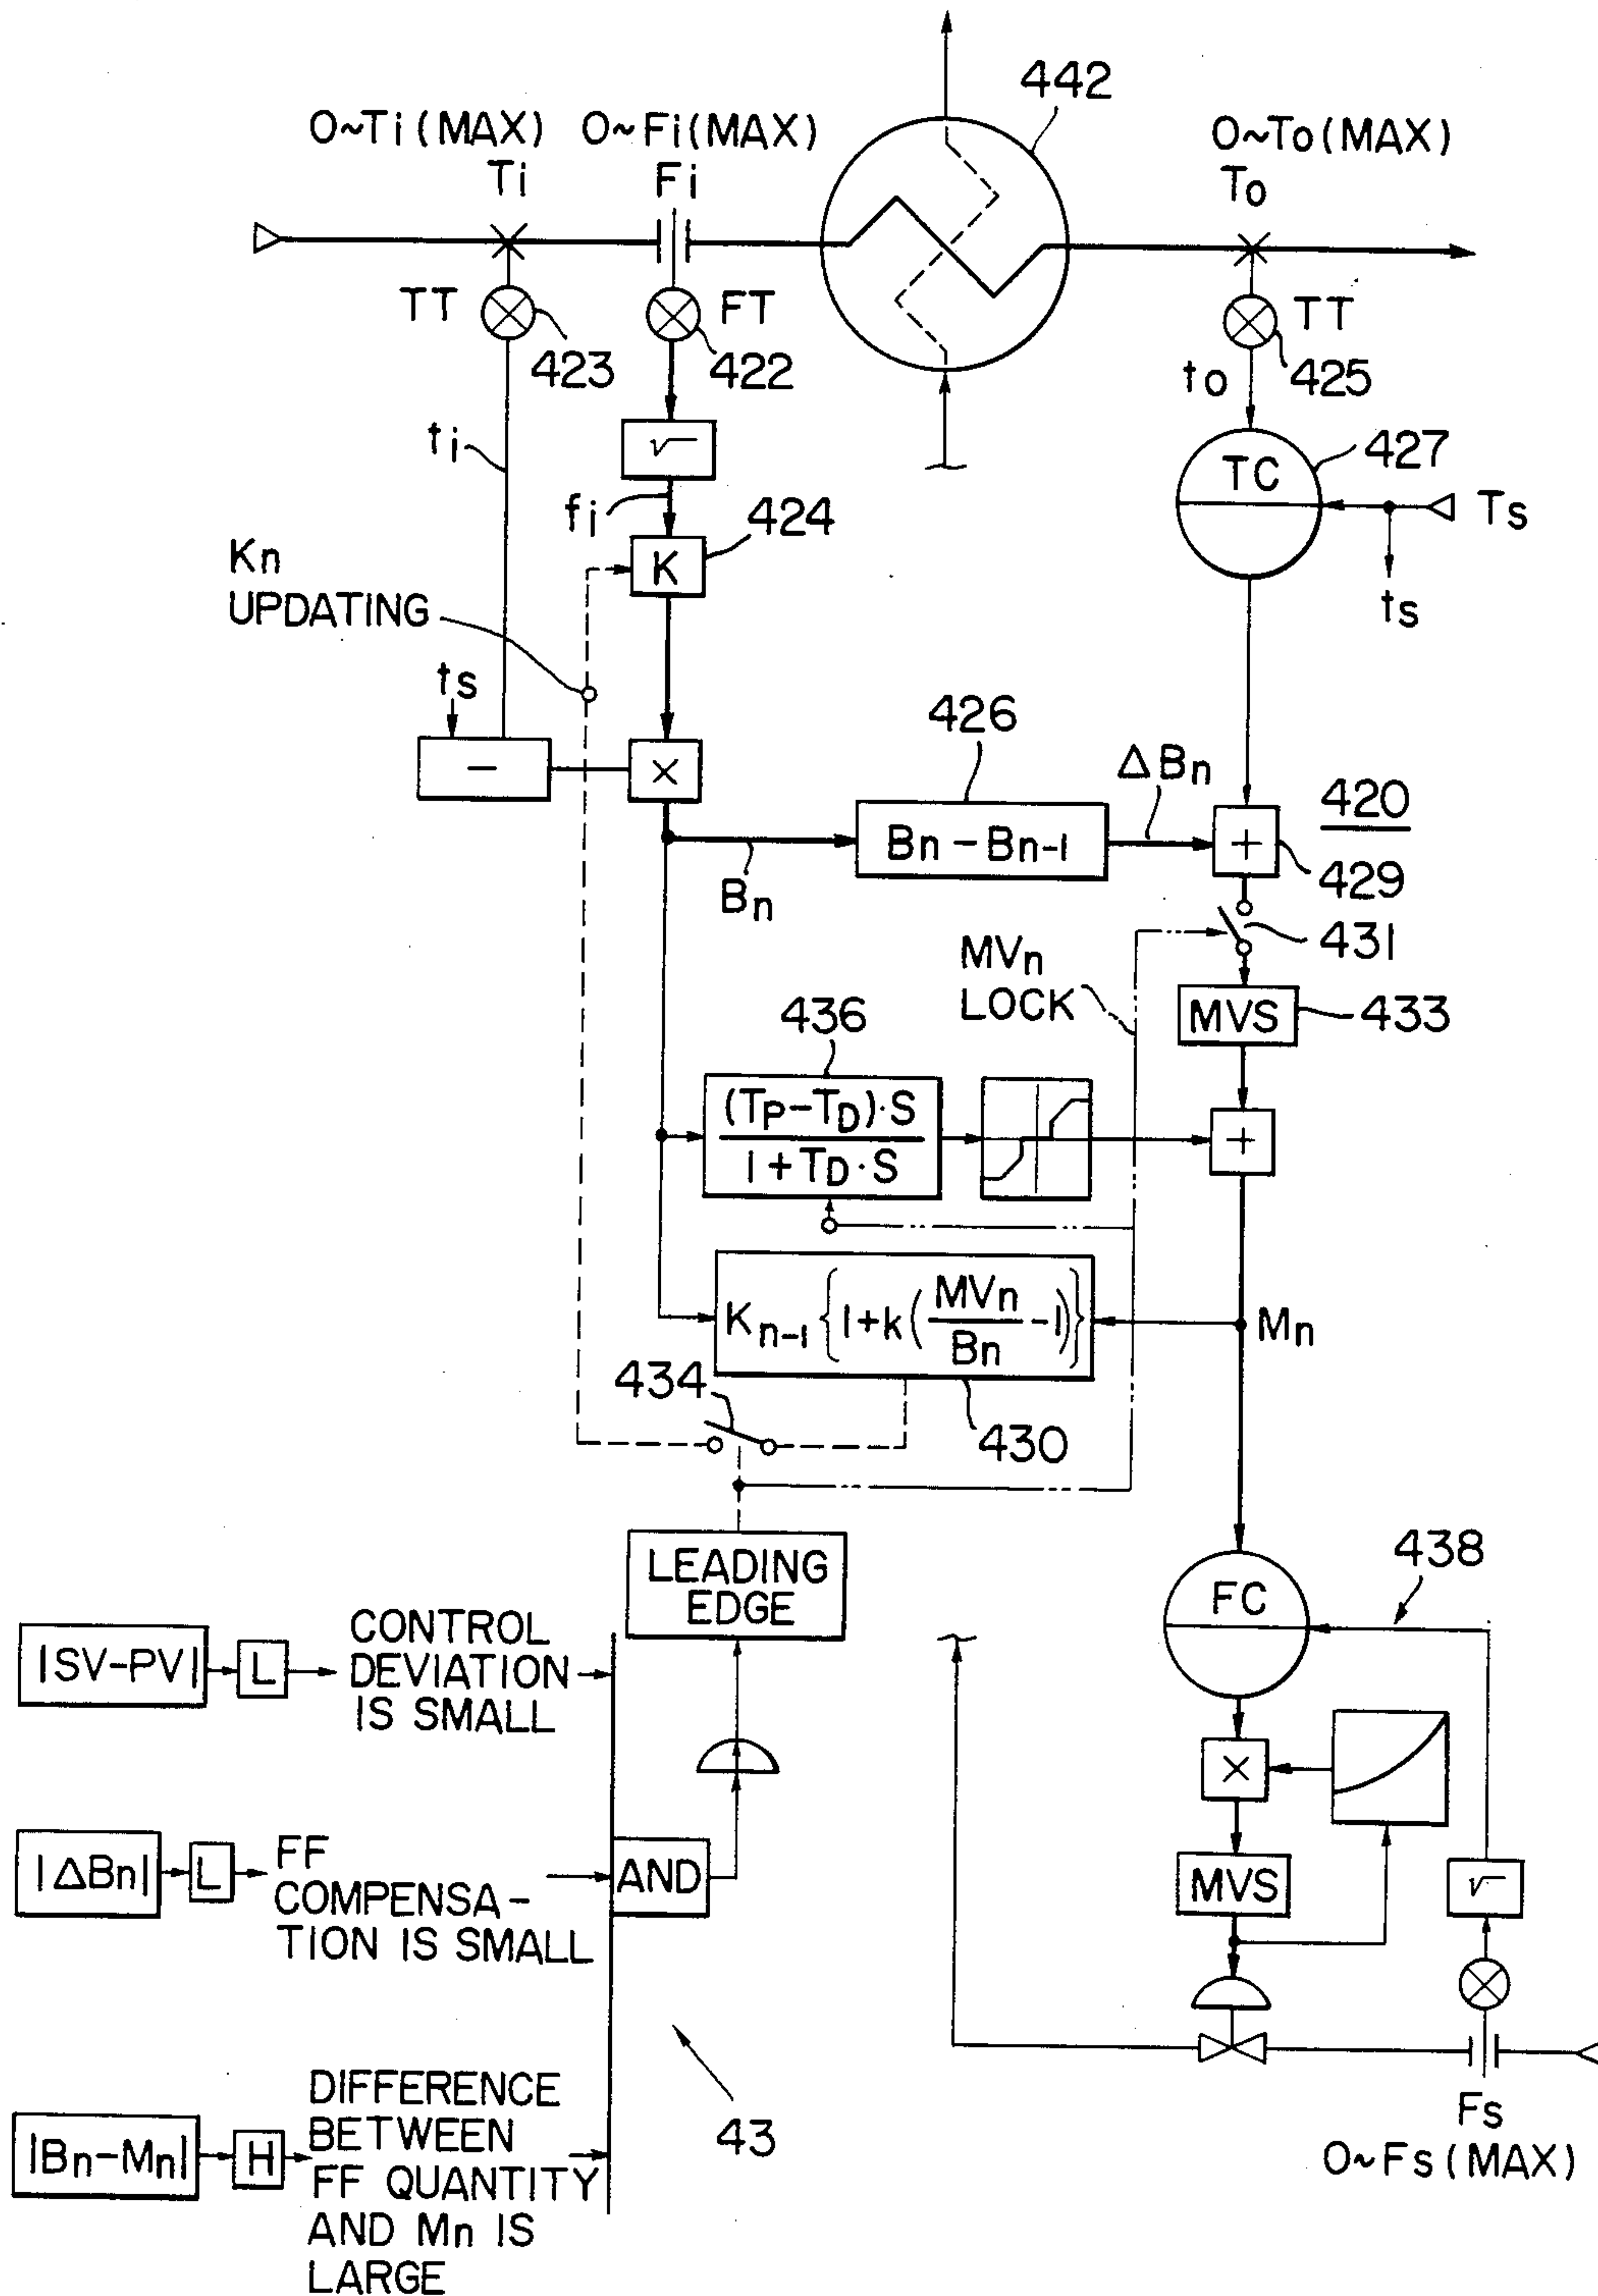 442
O~Ti (MAX)
Ti
O~Fi (MAX)
Fi
O~To (MAX)
To
TT
423
FT
422
TT
425
to
ti
√
fi
K
424
TC
427
Ts
ts
Kn
UPDATING
ts
−
×
426
Bn − Bn-1
ΔBn
+
420
429
Bn
431
MVn
LOCK
MVS
433
436
(TP−TD)·S
1+TD·S
+
Kn-1 {1+k(MVn/Bn −1)}
Mn
434
430
LEADING
EDGE
FC
438
|SV−PV|
L
CONTROL
DEVIATION
IS SMALL
×
|ΔBn|
L
FF
COMPENSA−
TION IS SMALL
AND
MVS
√
|Bn−Mn|
H
DIFFERENCE
BETWEEN
FF QUANTITY
AND Mn IS
LARGE
43
Fs
O~Fs (MAX)